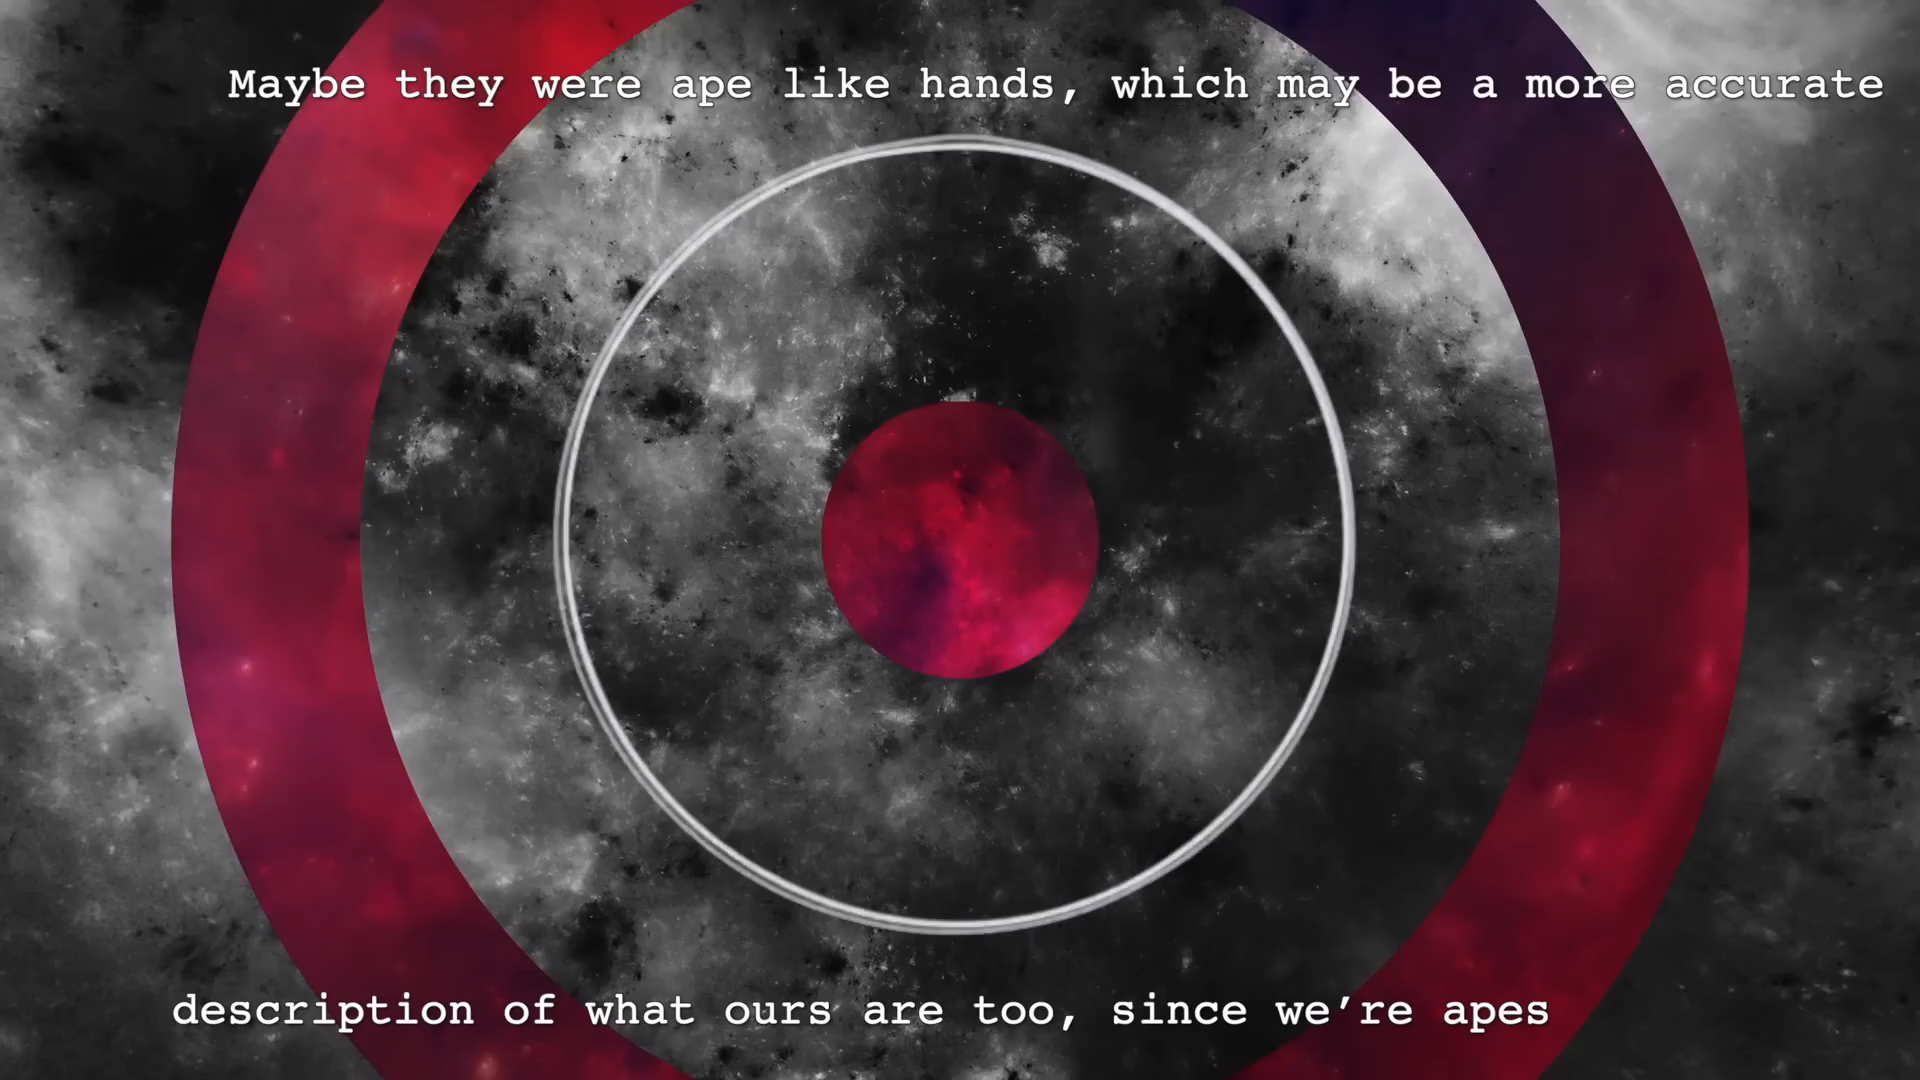 Maybe they were ape like hands, which may be a more accurate
description of what ours are too, since we’re apes